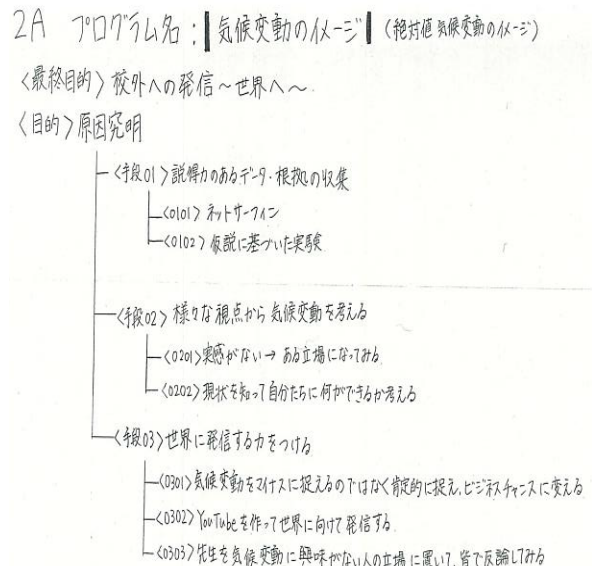 2A プログラム名：|気候変動のイメージ|（絶対値 気候変動のイメージ）
〈最終目的〉校外への発信～世界へ～
〈目的〉原因究明
〈手段01〉説得力のあるデータ・根拠の収集
〈0101〉ネットサーフィン
〈0102〉仮説に基づいた実験
〈手段02〉様々な視点から気候変動を考える
〈0201〉実感がない→ある立場になってみる
〈0202〉現状を知って自分たちに何ができるか考える
〈手段03〉世界に発信する力をつける
〈0301〉気候変動をマイナスに捉えるのではなく肯定的に捉え、ビジネスチャンスに変える
〈0302〉YouTubeを作って世界に向けて発信する
〈0303〉先生を気候変動に興味がない人の立場に置いて、皆で反論してみる